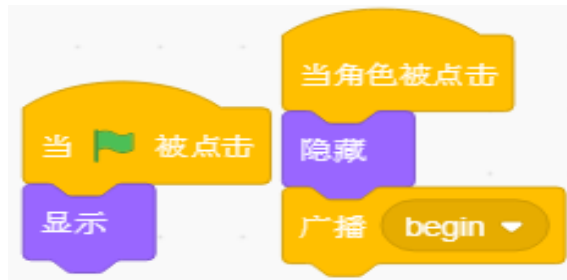 当 被点击
显示
当角色被点击
隐藏
广播 begin